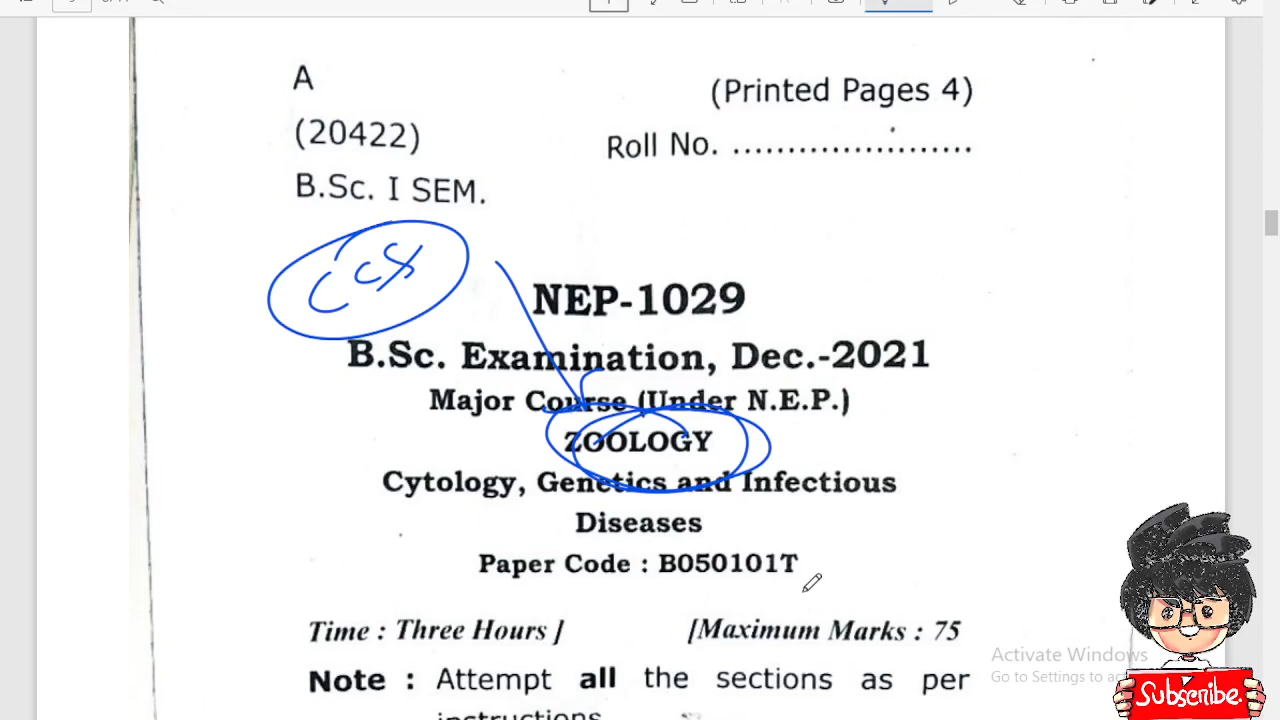 A
(Printed Pages 4)
(20422)
Roll No. ......................
B.Sc. I SEM.
NEP-1029
B.Sc. Examination, Dec.-2021
Major Course (Under N.E.P.)
ZOOLOGY
Cytology, Genetics and Infectious
Diseases
Paper Code : B050101T
Time : Three Hours ]
[Maximum Marks : 75
Note : Attempt all the sections as per
instructions.
Activate Windows
Go to Settings to
Subscribe.